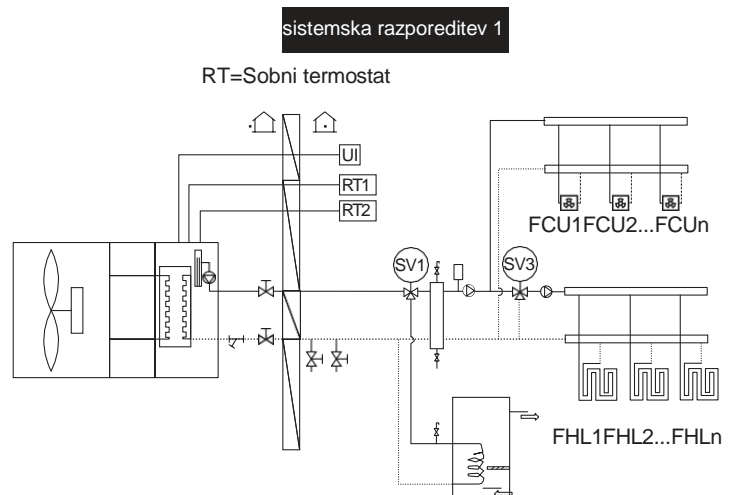 sistemska razporeditev 1
RT=Sobni termostat
UI
RT1
RT2
FCU1FCU2...FCUn
SV1
SV3
FHL1FHL2...FHLn